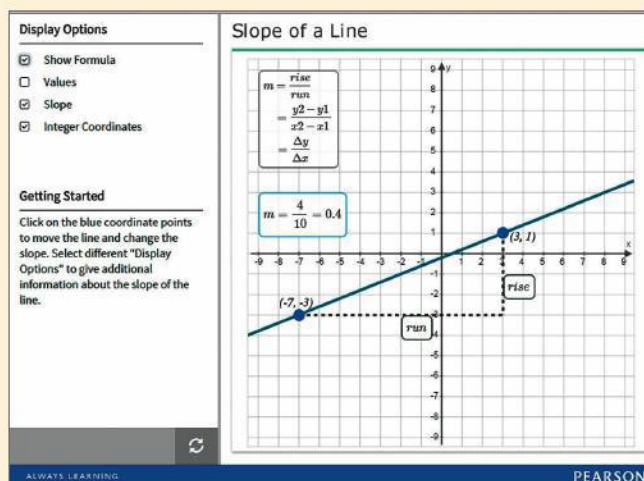 Display Options
Show Formula
Values
Slope
Integer Coordinates
Getting Started
Click on the blue coordinate points
to move the line and change the
slope. Select different "Display
Options" to give additional
information about the slope of the
line.
ALWAYS LEARNING
Slope of a Line
m = rise/run
= y2 − y1/x2 − x1
= Δy/Δx
m = 4/10 = 0.4
y
9
8
7
6
5
4
3
2
1
(3, 1)
x
-9 -8 -7 -6 -5 -4 -3 -2 -1 1 2 3 4 5 6 7 8 9
-1
-2
rise
(-7, -3)
-3
run
-4
-5
-6
-7
-8
-9
PEARSON